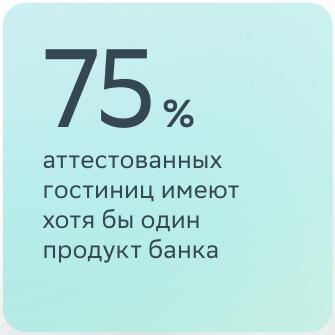 75 %
аттестованных
гостиниц имеют
хотя бы один
продукт банка